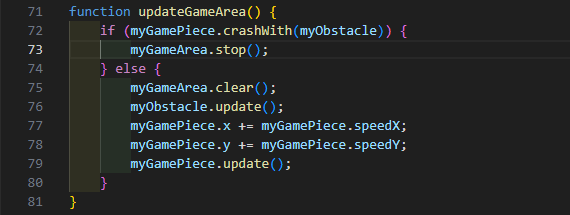 71 function updateGameArea() {
72     if (myGamePiece.crashWith(myObstacle)) {
73         myGameArea.stop();
74     } else {
75         myGameArea.clear();
76         myObstacle.update();
77         myGamePiece.x += myGamePiece.speedX;
78         myGamePiece.y += myGamePiece.speedY;
79         myGamePiece.update();
80     }
81 }